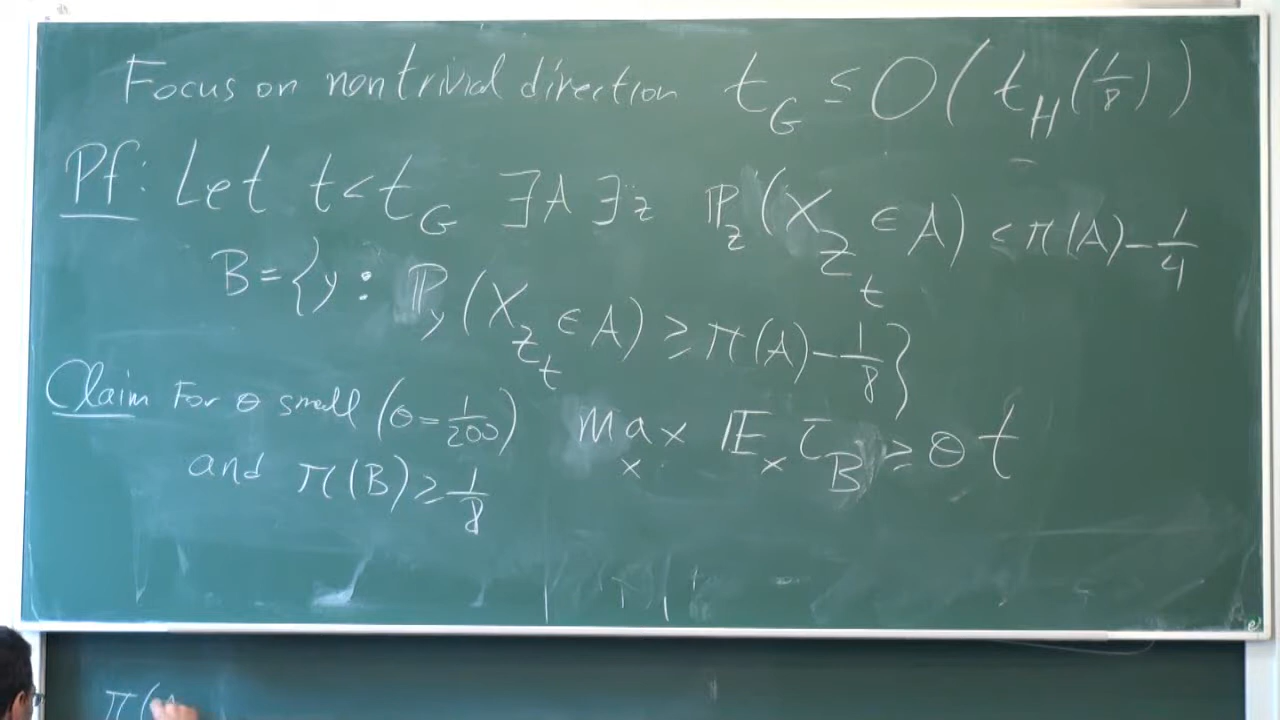 Focus on nontrivial direction t_G ≤ O(t_H(1/8))
Pf: Let t < t_G ∃A ∃z ℙ_z(X_{Z_t} ∈ A) < π(A) - 1/4
B = {y : ℙ_y(X_{Z_t} ∈ A) ≥ π(A) - 1/8}
Claim For θ small (θ = 1/200) max_x 𝔼_x τ_B ≥ θ t
and π(B) ≥ 1/8
π(